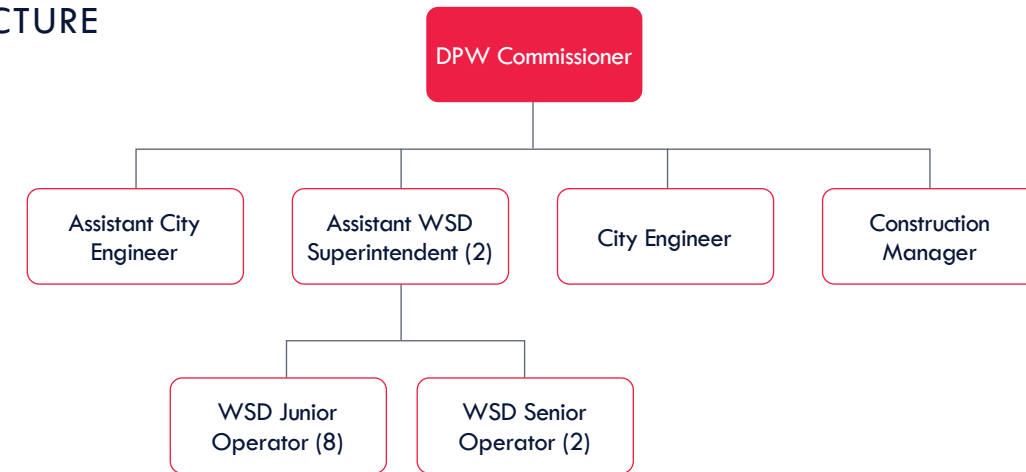 DPW Commissioner
Assistant City
Engineer
Assistant WSD
Superintendent (2)
City Engineer
Construction
Manager
WSD Junior
Operator (8)
WSD Senior
Operator (2)